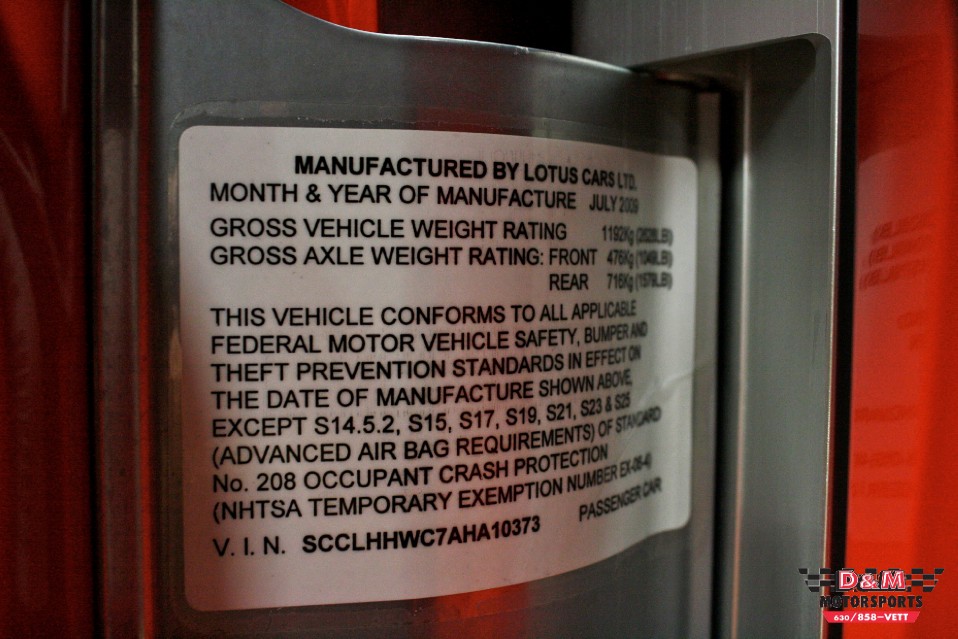 MANUFACTURED BY LOTUS CARS LTD.
MONTH & YEAR OF MANUFACTURE JULY 2009
GROSS VEHICLE WEIGHT RATING 1192Kg (2628LB)
GROSS AXLE WEIGHT RATING: FRONT 476Kg (1049LB)
REAR 716Kg (1579LB)
THIS VEHICLE CONFORMS TO ALL APPLICABLE
FEDERAL MOTOR VEHICLE SAFETY, BUMPER AND
THEFT PREVENTION STANDARDS IN EFFECT ON
THE DATE OF MANUFACTURE SHOWN ABOVE,
EXCEPT S14.5.2, S15, S17, S19, S21, S23 & S25
(ADVANCED AIR BAG REQUIREMENTS) OF STANDARD
No. 208 OCCUPANT CRASH PROTECTION
(NHTSA TEMPORARY EXEMPTION NUMBER EX-06-4)
V. I. N. SCCLHHWC7AHA10373 PASSENGER CAR
D&M
MOTORSPORTS
630/858-VETT